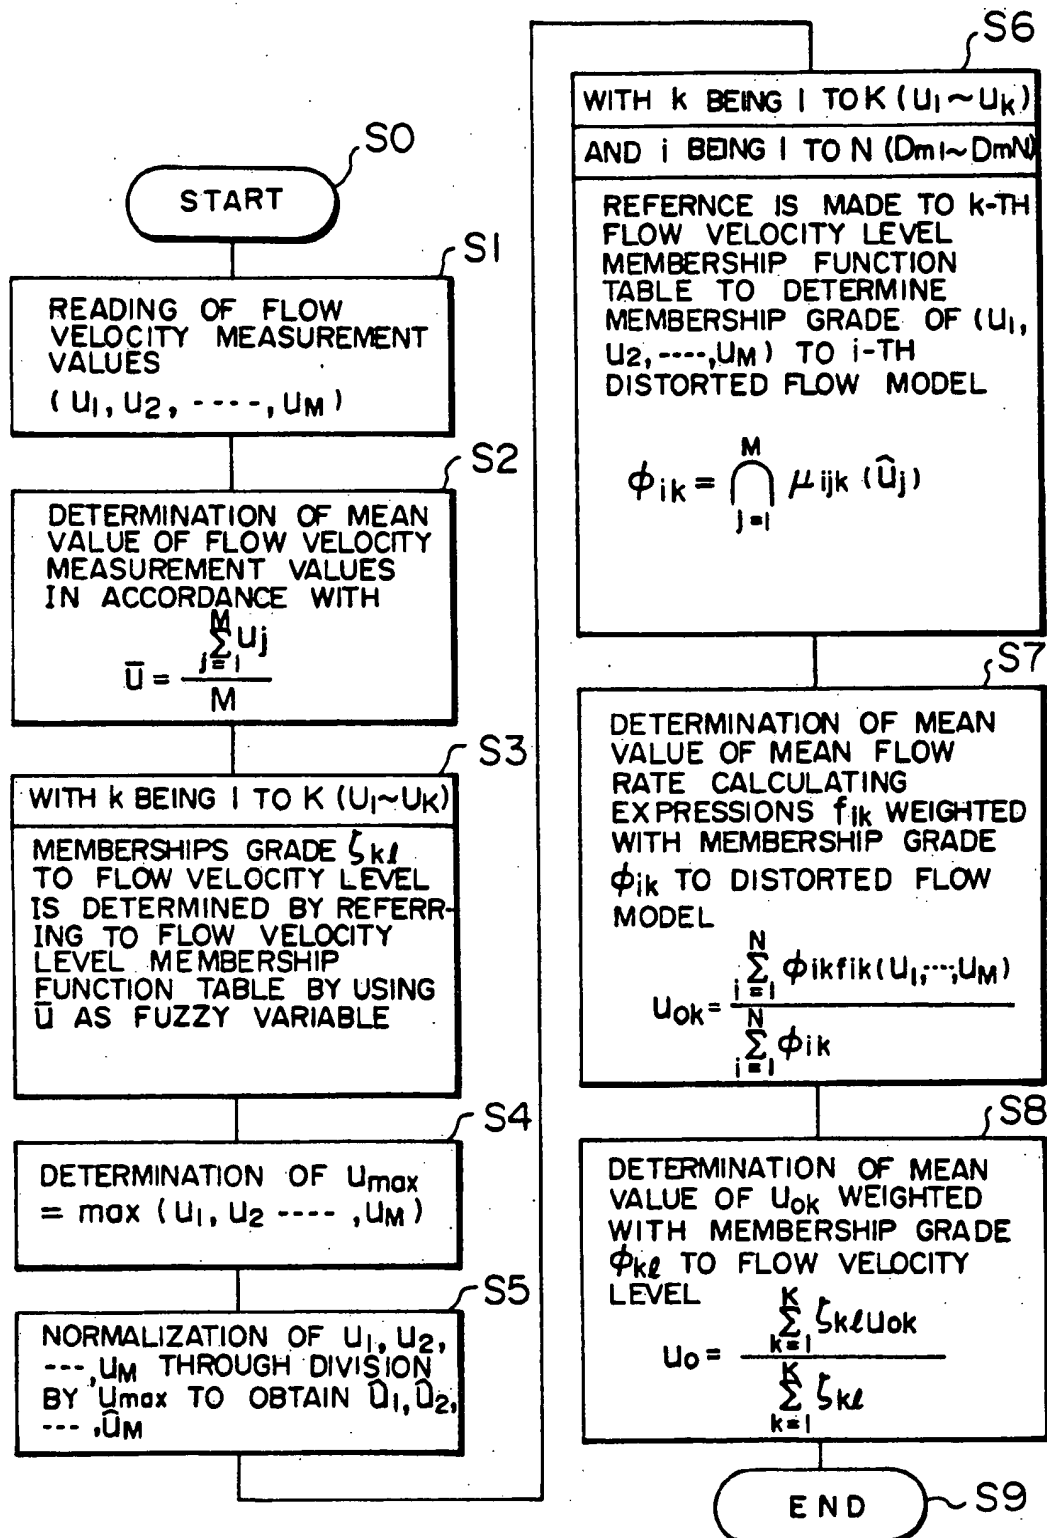 S0
START
S1
READING OF FLOW
VELOCITY MEASUREMENT
VALUES
(u1, u2, ----, uM)
S2
DETERMINATION OF MEAN
VALUE OF FLOW VELOCITY
MEASUREMENT VALUES
IN ACCORDANCE WITH
M
Σ uj
j=1
ū =
M
S3
WITH k BEING 1 TO K (U1~UK)
MEMBERSHIPS GRADE ζkℓ
TO FLOW VELOCITY LEVEL
IS DETERMINED BY REFERR-
ING TO FLOW VELOCITY
LEVEL MEMBERSHIP
FUNCTION TABLE BY USING
ū AS FUZZY VARIABLE
S4
DETERMINATION OF umax
= max (u1, u2 ---- ,uM)
S5
NORMALIZATION OF u1, u2,
---,uM THROUGH DIVISION
BY umax TO OBTAIN û1,û2,
--- ,ûM
S6
WITH k BEING 1 TO K (U1~Uk)
AND i BEING 1 TO N (Dm1~DmN)
REFERNCE IS MADE TO k-TH
FLOW VELOCITY LEVEL
MEMBERSHIP FUNCTION
TABLE TO DETERMINE
MEMBERSHIP GRADE OF (u1,
u2,----,uM) TO i-TH
DISTORTED FLOW MODEL
M
ϕik = ⋂ μijk (ûj)
j=1
S7
DETERMINATION OF MEAN
VALUE OF MEAN FLOW
RATE CALCULATING
EXPRESSIONS fik WEIGHTED
WITH MEMBERSHIP GRADE
ϕik TO DISTORTED FLOW
MODEL
N
Σ ϕikfik(u1,---,uM)
i=1
uok=
N
Σ ϕik
i=1
S8
DETERMINATION OF MEAN
VALUE OF uok WEIGHTED
WITH MEMBERSHIP GRADE
ϕkℓ TO FLOW VELOCITY
LEVEL
K
Σ ζkℓuok
k=1
uo=
K
Σ ζkℓ
k=1
END
S9